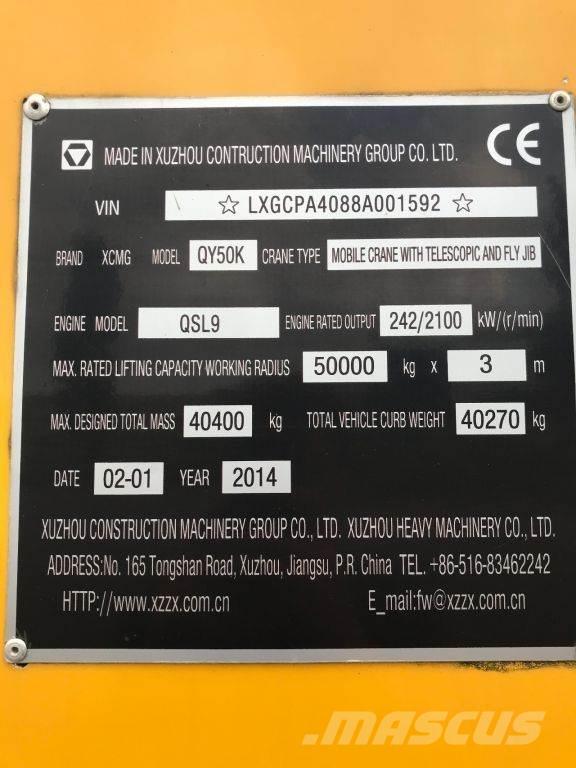 MADE IN XUZHOU CONTRUCTION MACHINERY GROUP CO. LTD. CE
VIN ☆ LXGCPA4088A001592 ☆
BRAND XCMG MODEL QY50K CRANE TYPE MOBILE CRANE WITH TELESCOPIC AND FLY JIB
ENGINE MODEL QSL9 ENGINE RATED OUTPUT 242/2100 kW/(r/min)
MAX. RATED LIFTING CAPACITY WORKING RADIUS 50000 kg x 3 m
MAX. DESIGNED TOTAL MASS 40400 kg TOTAL VEHICLE CURB WEIGHT 40270 kg
DATE 02-01 YEAR 2014
XUZHOU CONSTRUCTION MACHINERY GROUP CO., LTD. XUZHOU HEAVY MACHINERY CO., LTD.
ADDRESS:No. 165 Tongshan Road, Xuzhou, Jiangsu, P.R. China TEL. +86-516-83462242
HTTP://www.xzzx.com.cn E_mail:fw@xzzx.com.cn
MASCUS